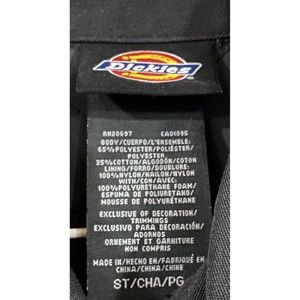 Dickies
RN20697 CA01095
BODY/CUERPO/L'ENSEMBLE:
65%POLYESTER/POLIÉSTER/
POLYESTER
35%COTTON/ALGODÓN/COTON
LINING/FORRO/DOUBLURE:
100%NYLON/NAILON/NYLON
WITH/CON/AVEC:
100%POLYURETHANE FOAM/
ESPUMA DE POLIURETANO/
MOUSSE DE POLYURÉTHANE
EXCLUSIVE OF DECORATION/
TRIMMINGS
EXCLUSIVO DE DECORACIÓN/
ADORNOS
ORNEMENT ET GARNITURE
NON COMPRIS
MADE IN/HECHO EN/FABRIQUÉ EN
CHINA/CHINA/CHINE
ST/CHA/PG